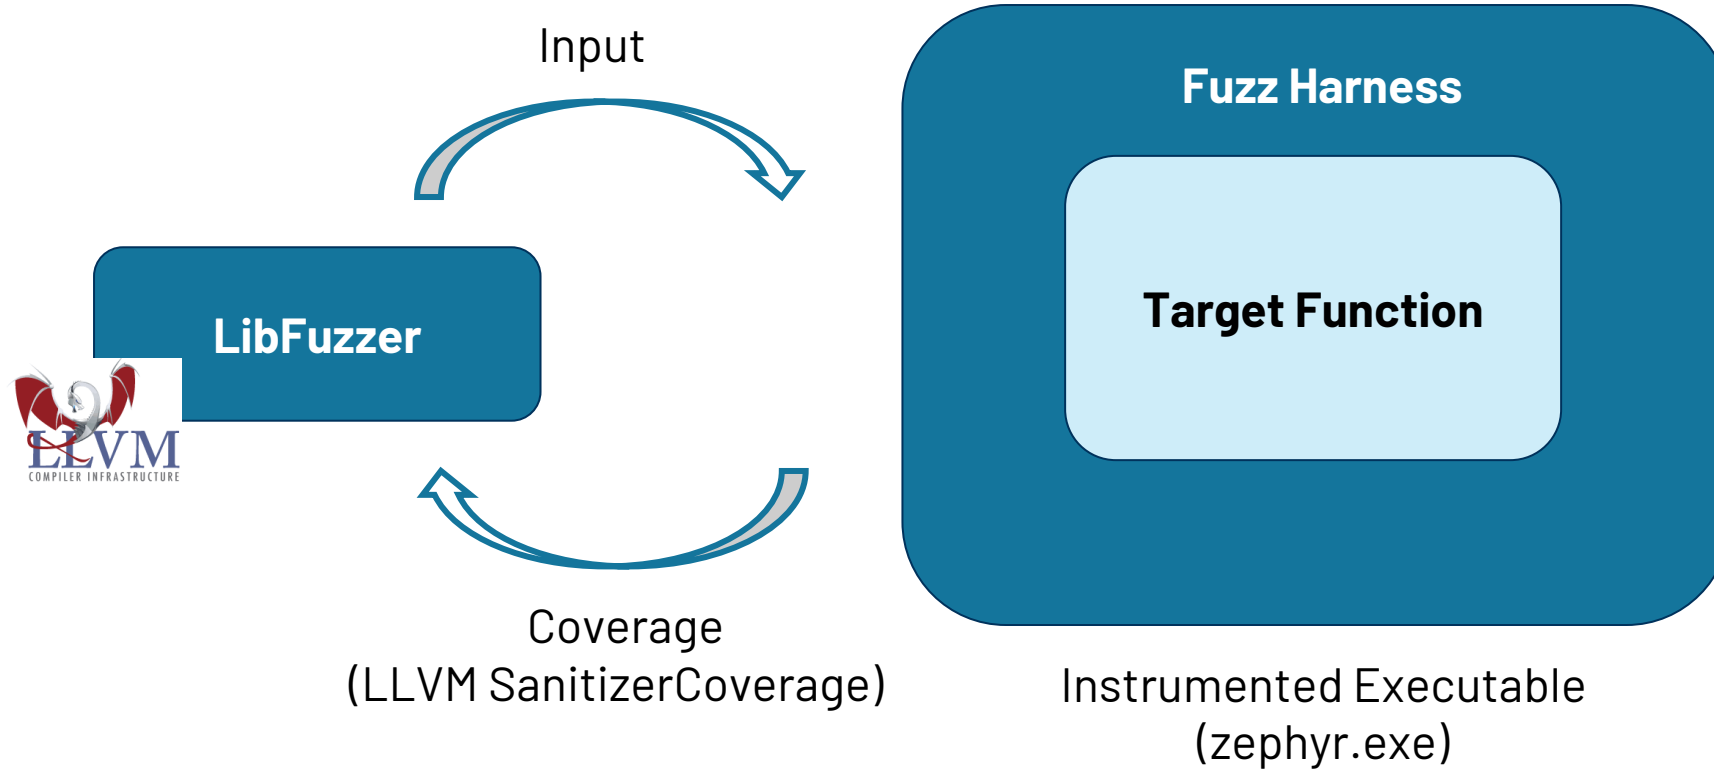 Input
Fuzz Harness
Target Function
LibFuzzer
LLVM
COMPILER INFRASTRUCTURE
Coverage
(LLVM SanitizerCoverage)
Instrumented Executable
(zephyr.exe)